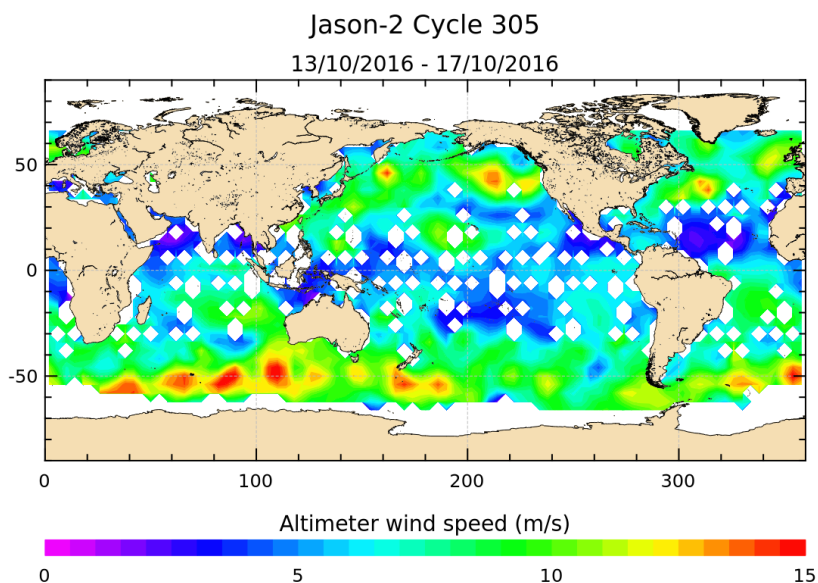 Jason-2 Cycle 305
13/10/2016 - 17/10/2016
50
0
-50
0 100 200 300
Altimeter wind speed (m/s)
0 5 10 15